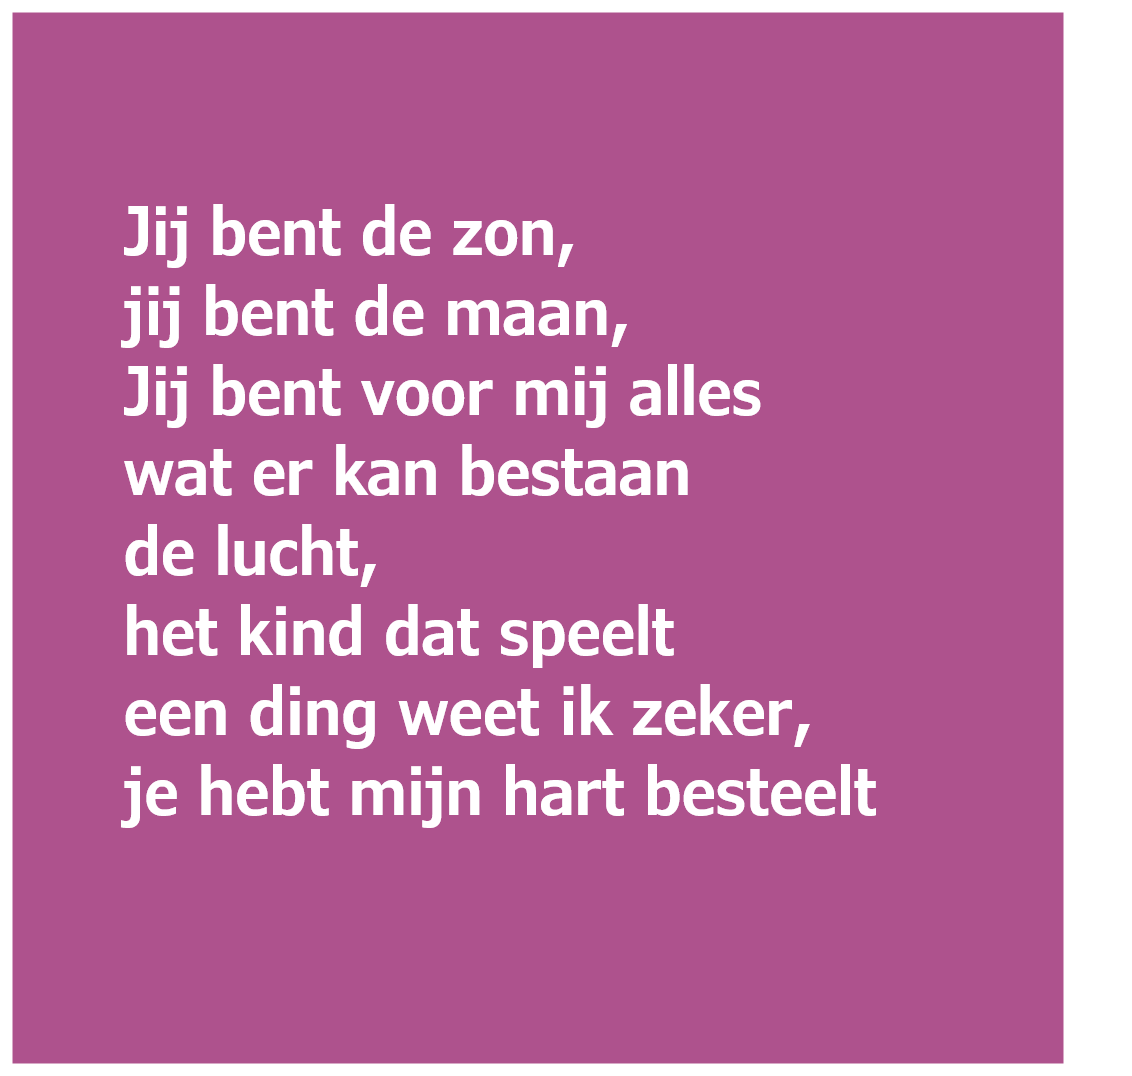 Jij bent de zon,
jij bent de maan,
Jij bent voor mij alles
wat er kan bestaan
de lucht,
het kind dat speelt
een ding weet ik zeker,
je hebt mijn hart besteelt